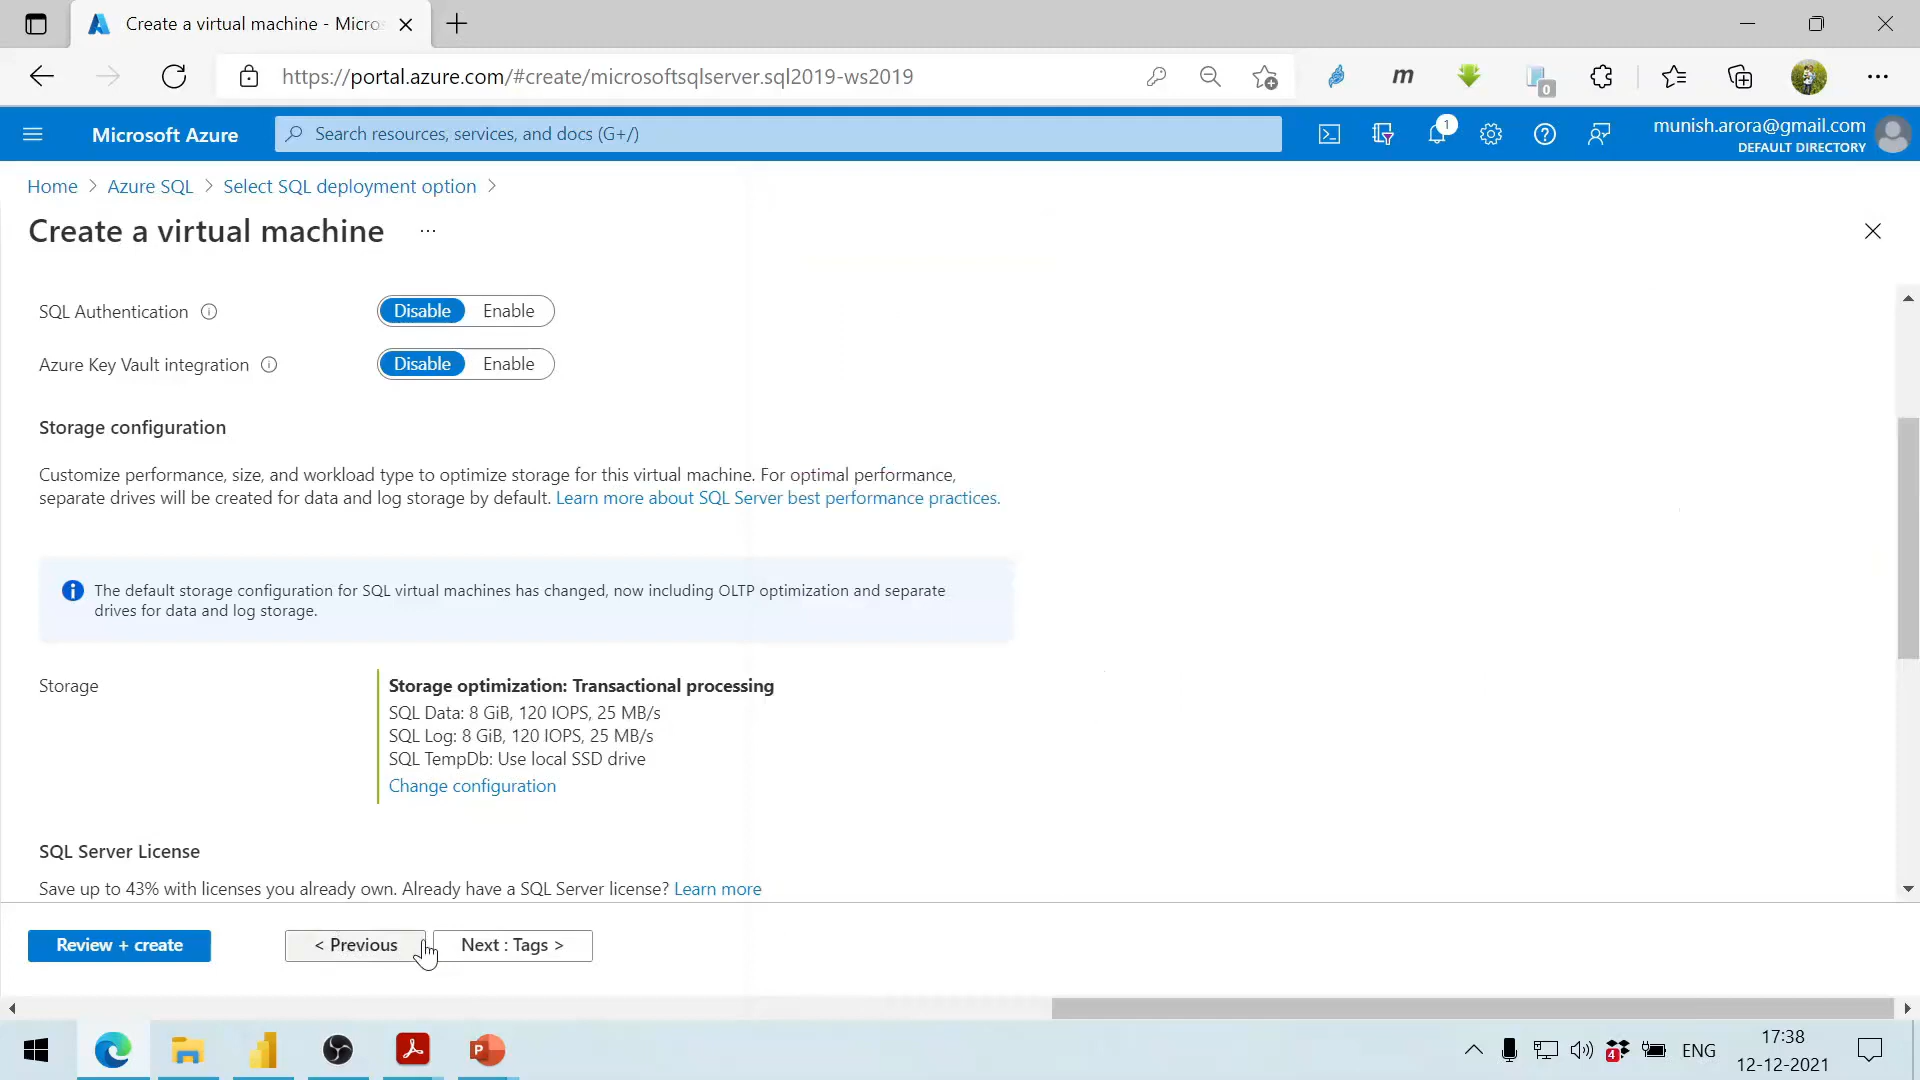 Create a virtual machine - Micro
https://portal.azure.com/#create/microsoftsqlserver.sql2019-ws2019
m
0
Microsoft Azure
Search resources, services, and docs (G+/)
1
munish.arora@gmail.com
DEFAULT DIRECTORY
Home > Azure SQL > Select SQL deployment option >
Create a virtual machine ...
SQL Authentication
Disable Enable
Azure Key Vault integration
Disable Enable
Storage configuration
Customize performance, size, and workload type to optimize storage for this virtual machine. For optimal performance,
separate drives will be created for data and log storage by default. Learn more about SQL Server best performance practices.
The default storage configuration for SQL virtual machines has changed, now including OLTP optimization and separate
drives for data and log storage.
Storage
Storage optimization: Transactional processing
SQL Data: 8 GiB, 120 IOPS, 25 MB/s
SQL Log: 8 GiB, 120 IOPS, 25 MB/s
SQL TempDb: Use local SSD drive
Change configuration
SQL Server License
Save up to 43% with licenses you already own. Already have a SQL Server license? Learn more
Review + create
< Previous
Next : Tags >
4
ENG
17:38
12-12-2021